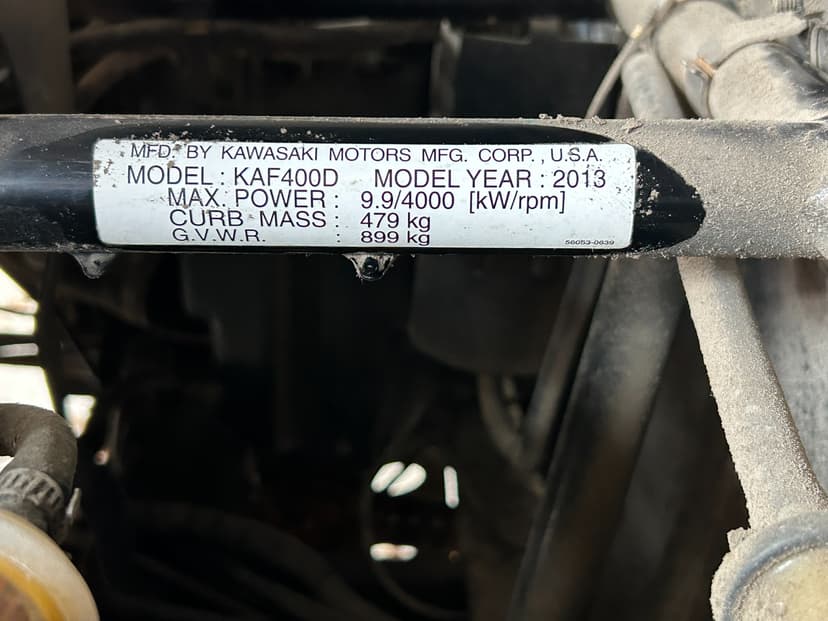 MFD. BY KAWASAKI MOTORS MFG. CORP., U.S.A.
MODEL : KAF400D MODEL YEAR : 2013
MAX. POWER : 9.9/4000 [kW/rpm]
CURB MASS : 479 kg
G.V.W.R. : 899 kg
56053-0639